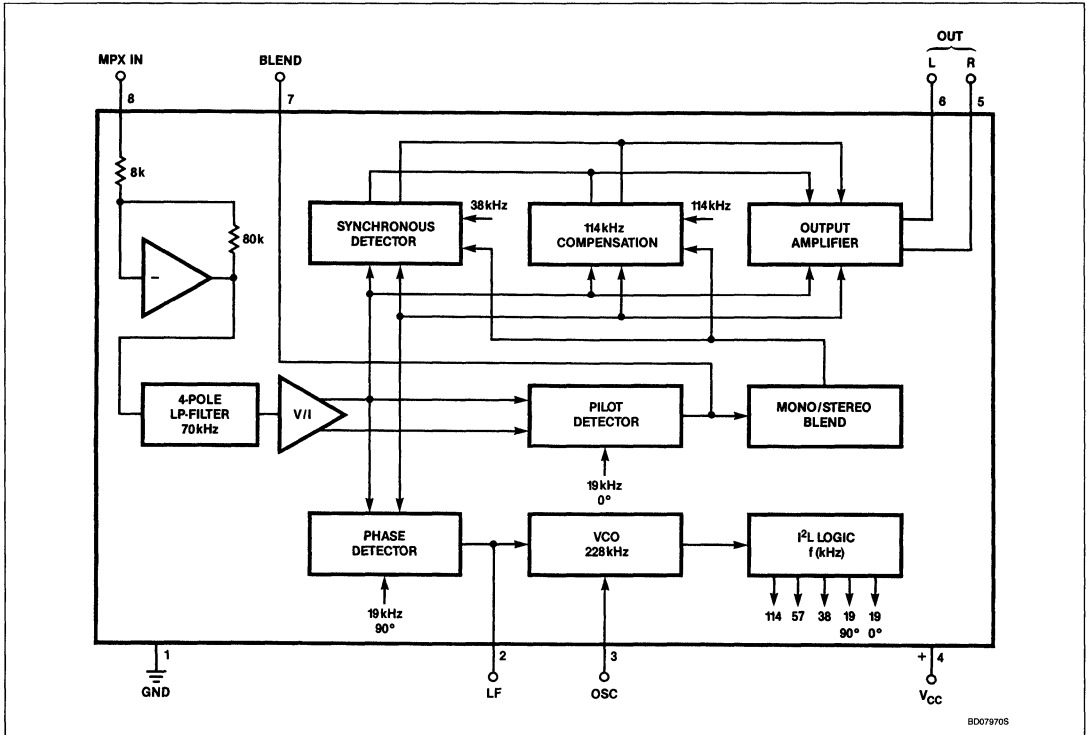 OUT
MPX IN
BLEND
L
R
8
7
6
5
8k
80k
SYNCHRONOUS
DETECTOR
38kHz
114kHz
COMPENSATION
114kHz
OUTPUT
AMPLIFIER
4-POLE
LP-FILTER
70kHz
V/I
PILOT
DETECTOR
MONO/STEREO
BLEND
19kHz
0°
PHASE
DETECTOR
VCO
228kHz
I²L LOGIC
f (kHz)
19kHz
90°
114 57 38 19 19
90° 0°
1
2
3
+ 4
GND
LF
OSC
VCC
BD07970S